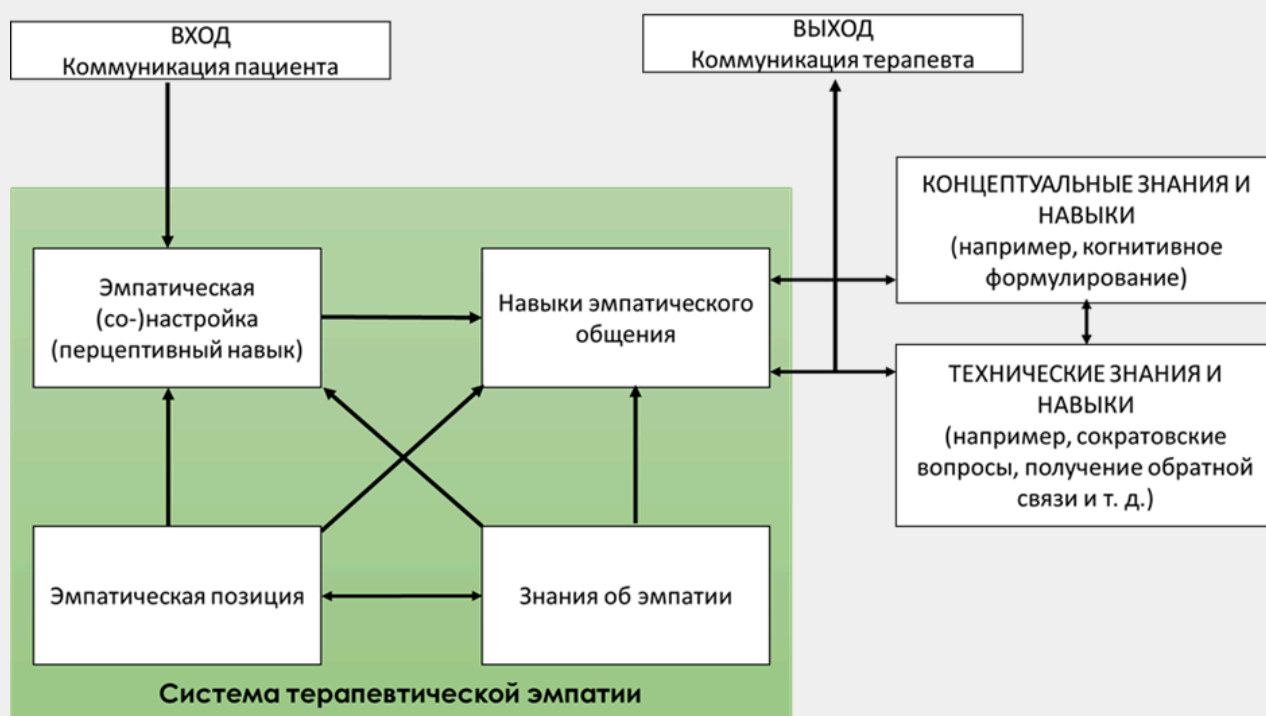 ВХОД
Коммуникация пациента
ВЫХОД
Коммуникация терапевта
КОНЦЕПТУАЛЬНЫЕ ЗНАНИЯ И
НАВЫКИ
(например, когнитивное
формулирование)
Эмпатическая
(со-)настройка
(перцептивный навык)
Навыки эмпатического
общения
ТЕХНИЧЕСКИЕ ЗНАНИЯ И
НАВЫКИ
(например, сократовские
вопросы, получение обратной
связи и т. д.)
Эмпатическая позиция
Знания об эмпатии
Система терапевтической эмпатии